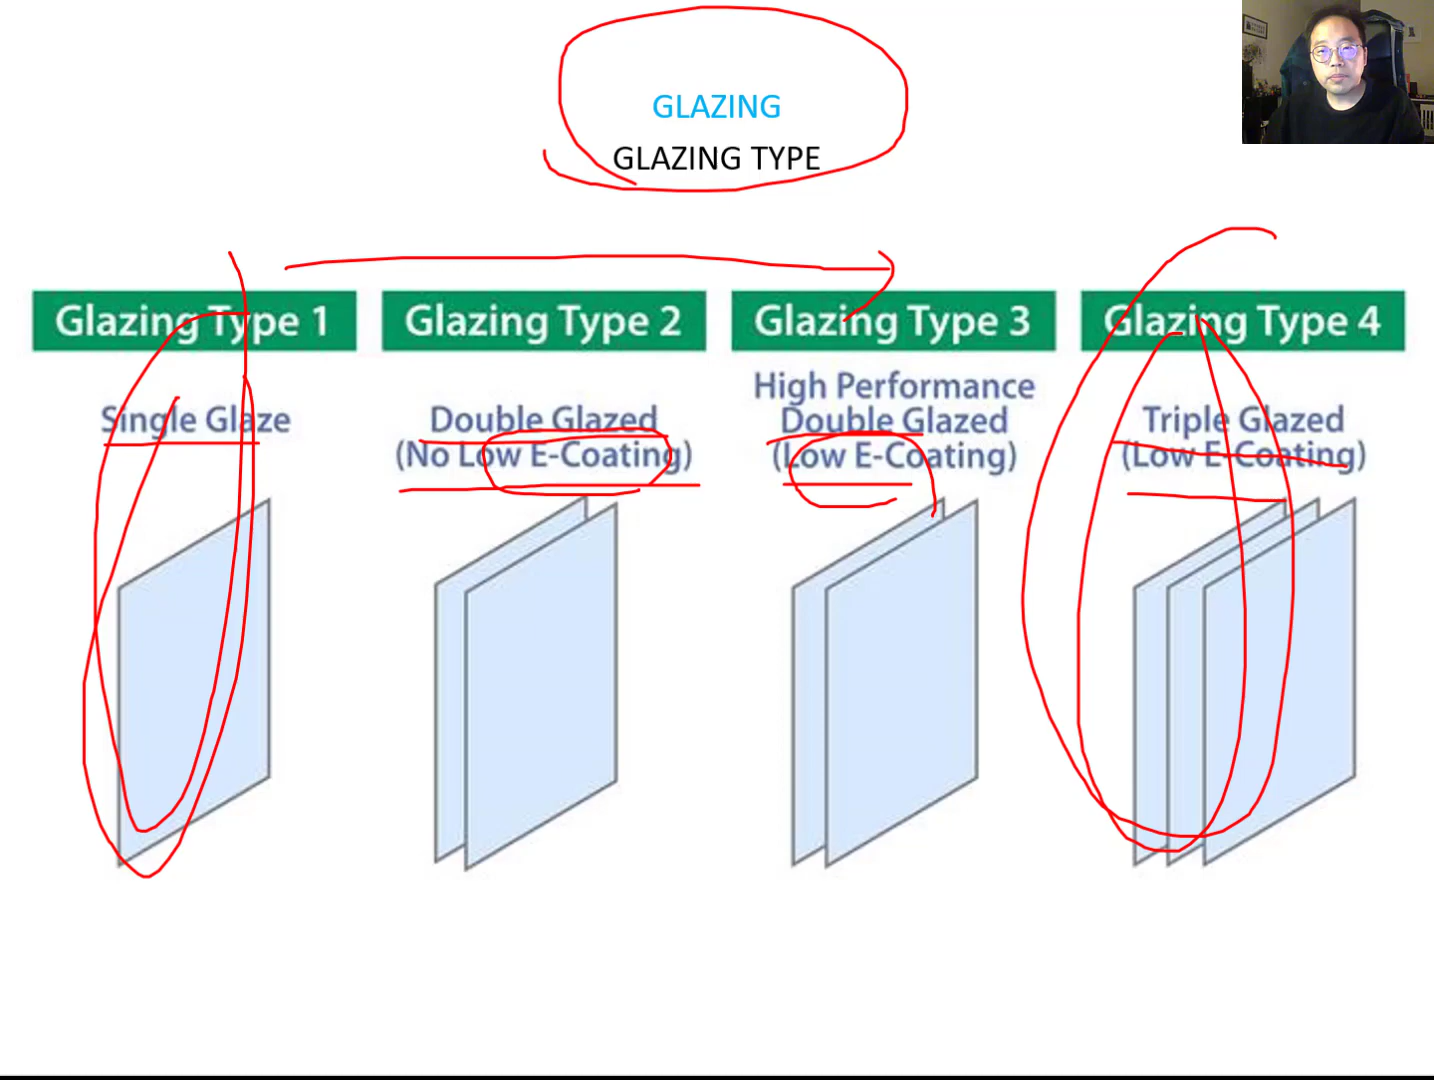 GLAZING
GLAZING TYPE
Glazing Type 1
Single Glaze
Glazing Type 2
Double Glazed
(No Low E-Coating)
Glazing Type 3
High Performance
Double Glazed
(Low E-Coating)
Glazing Type 4
Triple Glazed
(Low E-Coating)